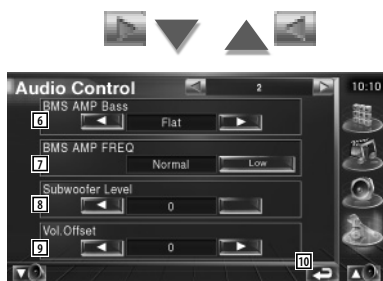 Audio Control 2 10:10
BMS AMP Bass
6 Flat
BMS AMP FREQ
7 Normal Low
Subwoofer Level
8 0
Vol.Offset
9 0
10